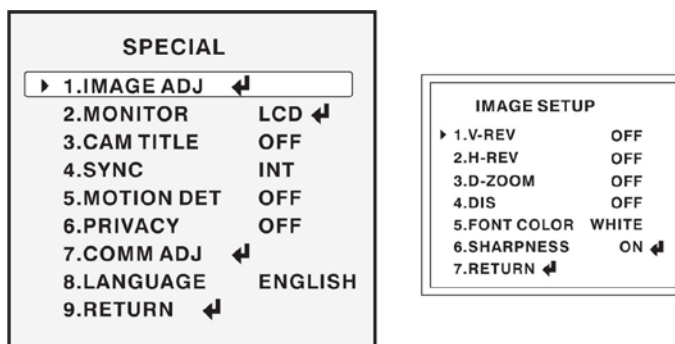 SPECIAL
1.IMAGE ADJ ↲
2.MONITOR LCD ↲
3.CAM TITLE OFF
4.SYNC INT
5.MOTION DET OFF
6.PRIVACY OFF
7.COMM ADJ ↲
8.LANGUAGE ENGLISH
9.RETURN ↲
IMAGE SETUP
1.V-REV OFF
2.H-REV OFF
3.D-ZOOM OFF
4.DIS OFF
5.FONT COLOR WHITE
6.SHARPNESS ON ↲
7.RETURN ↲